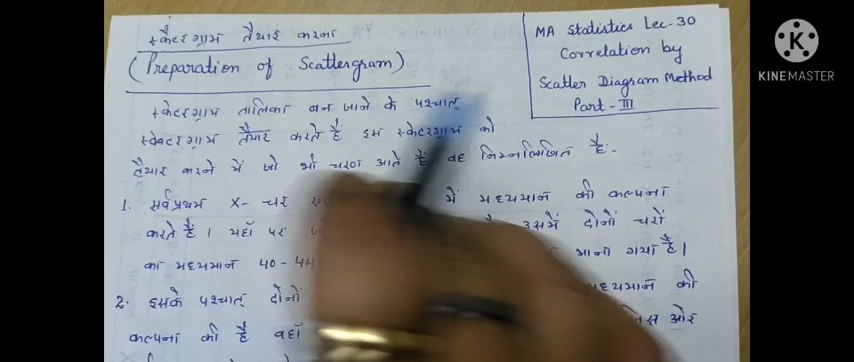 स्कैटरग्राम तैयार करना
(Preparation of Scattergram)
MA Statistics Lec-30
Correlation by
Scatter Diagram Method
Part-III
K
KINEMASTER
स्केटरग्राम तालिका बन जाने के पश्चात्
स्केटरग्राम तैयार करते हैं इस स्केटरग्राम को
तैयार करने में जो भी चरण आते हैं वह निम्नलिखित हैं-
1. सर्वप्रथम X-चर में मध्यमान की कल्पना
करते हैं। यहाँ पर उसमें दोनों चरों
का मध्यमान 40-44 माना गया है।
2. इसके पश्चात् दोनों मध्यमान की
कल्पना की है वहाँ और